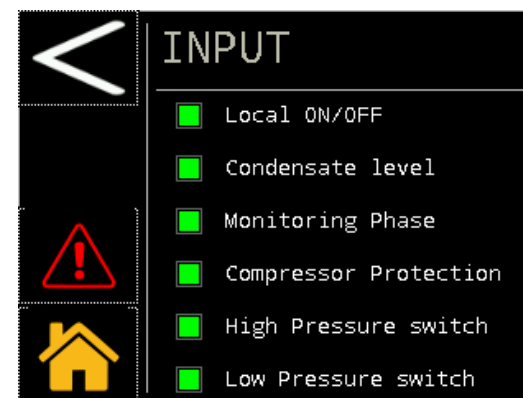 INPUT
Local ON/OFF
Condensate level
Monitoring Phase
Compressor Protection
High Pressure switch
Low Pressure switch